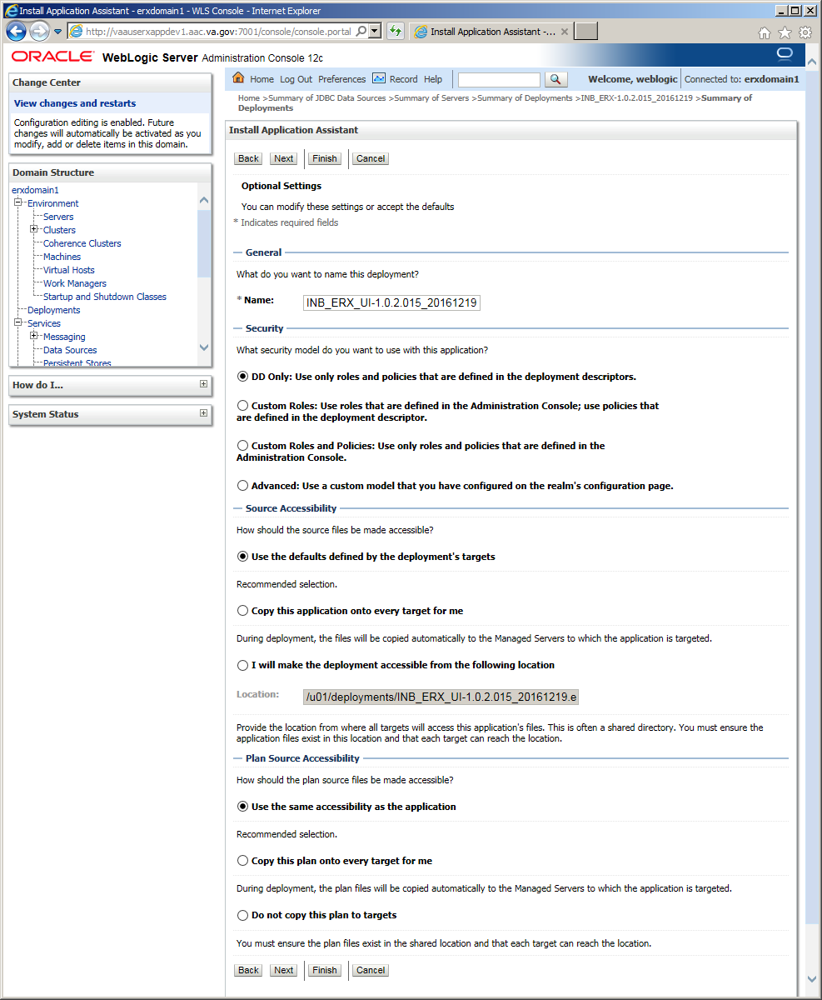 Install Application Assistant - erxdomain1 - WLS Console - Internet Explorer
http://vaauserxappdev1.aac.va.gov:7001/console/console.portal
Install Application Assistant -...
ORACLE WebLogic Server Administration Console 12c
Change Center
View changes and restarts
Configuration editing is enabled. Future
changes will automatically be activated as you
modify, add or delete items in this domain.
Domain Structure
erxdomain1
Environment
Servers
Clusters
Coherence Clusters
Machines
Virtual Hosts
Work Managers
Startup and Shutdown Classes
Deployments
Services
Messaging
Data Sources
Persistent Stores
How do I...
System Status
Home Log Out Preferences Record Help
Welcome, weblogic Connected to: erxdomain1
Home >Summary of JDBC Data Sources >Summary of Servers >Summary of Deployments >INB_ERX-1.0.2.015_20161219 >Summary of
Deployments
Install Application Assistant
Back Next Finish Cancel
Optional Settings
You can modify these settings or accept the defaults
* Indicates required fields
General
What do you want to name this deployment?
* Name: INB_ERX_UI-1.0.2.015_20161219
Security
What security model do you want to use with this application?
DD Only: Use only roles and policies that are defined in the deployment descriptors.
Custom Roles: Use roles that are defined in the Administration Console; use policies that
are defined in the deployment descriptor.
Custom Roles and Policies: Use only roles and policies that are defined in the
Administration Console.
Advanced: Use a custom model that you have configured on the realm's configuration page.
Source Accessibility
How should the source files be made accessible?
Use the defaults defined by the deployment's targets
Recommended selection.
Copy this application onto every target for me
During deployment, the files will be copied automatically to the Managed Servers to which the application is targeted.
I will make the deployment accessible from the following location
Location: /u01/deployments/INB_ERX_UI-1.0.2.015_20161219.e
Provide the location from where all targets will access this application's files. This is often a shared directory. You must ensure the
application files exist in this location and that each target can reach the location.
Plan Source Accessibility
How should the plan source files be made accessible?
Use the same accessibility as the application
Recommended selection.
Copy this plan onto every target for me
During deployment, the plan files will be copied automatically to the Managed Servers to which the application is targeted.
Do not copy this plan to targets
You must ensure the plan files exist in the shared location and that each target can reach the location.
Back Next Finish Cancel